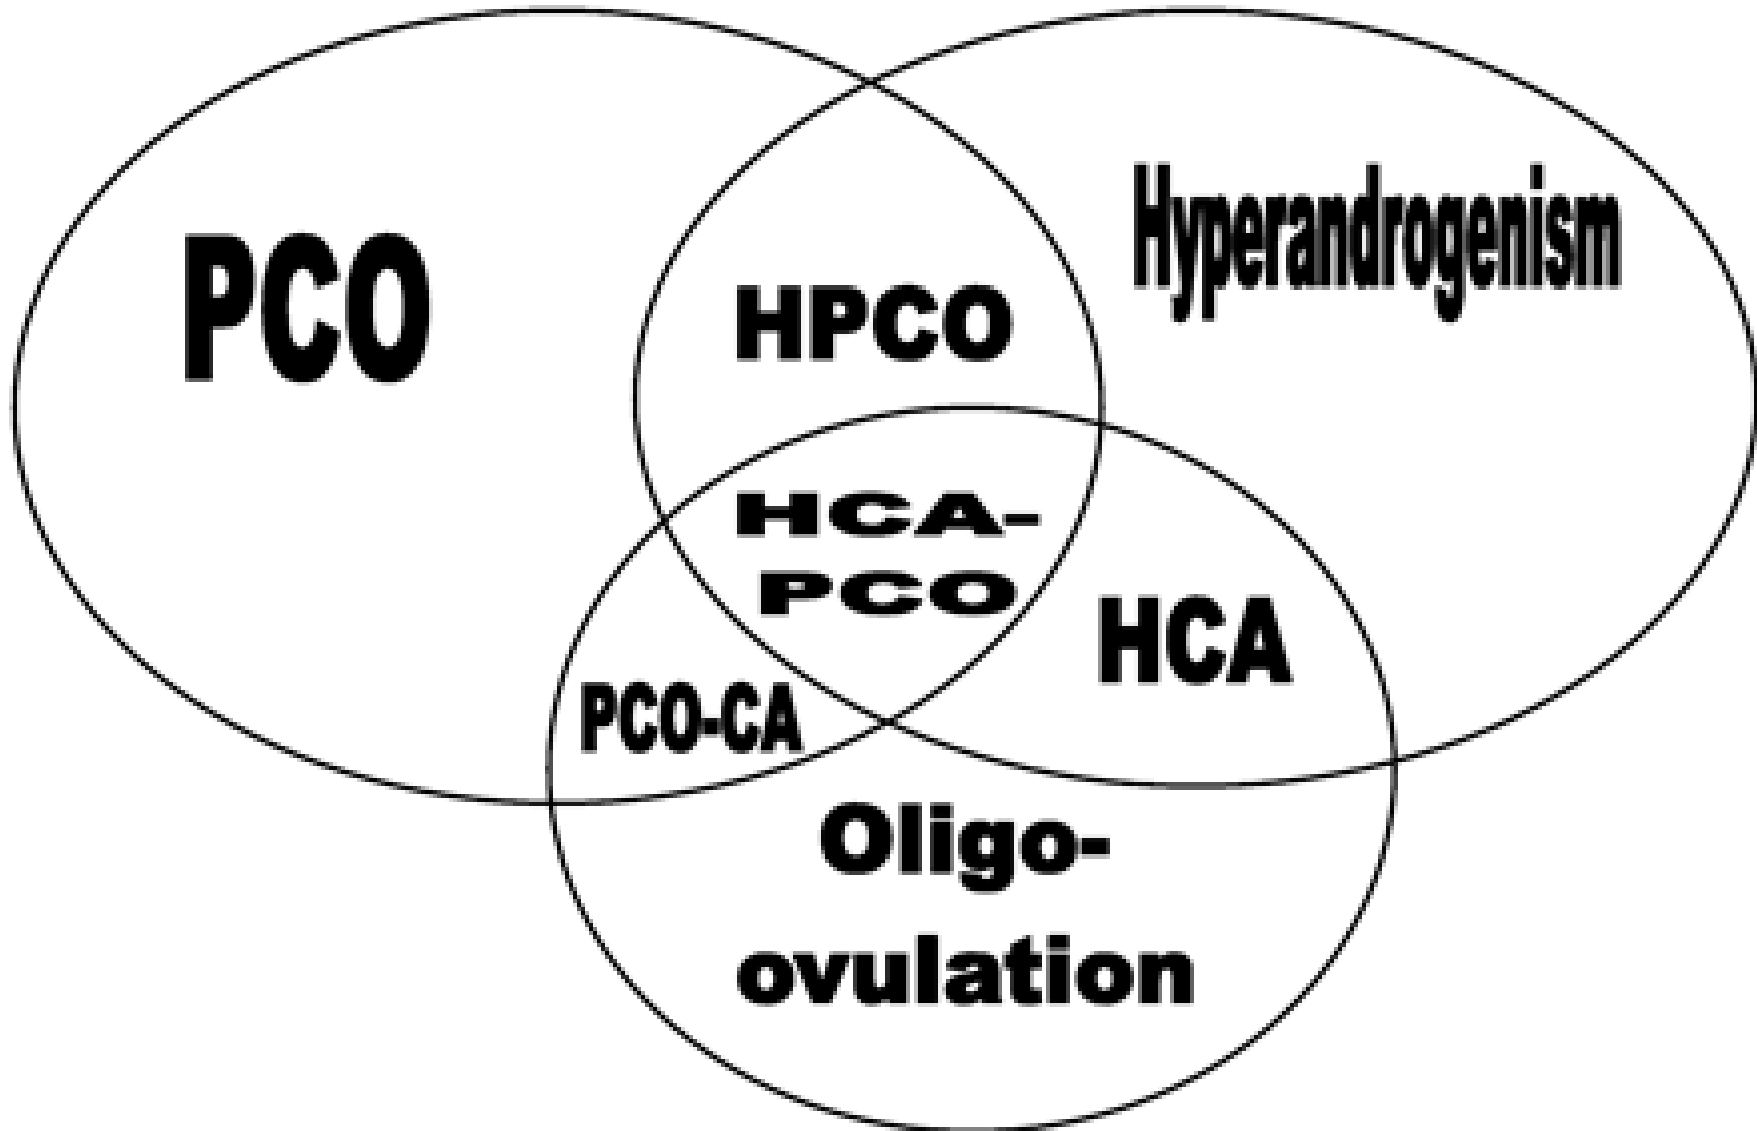 PCO
Hyperandrogenism
HPCO
HCA-
PCO
HCA
PCO-CA
Oligo-
ovulation